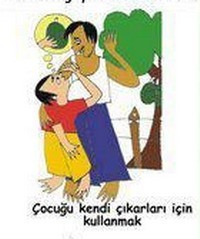 Çocuğu kendi çıkarları için
kullanmak